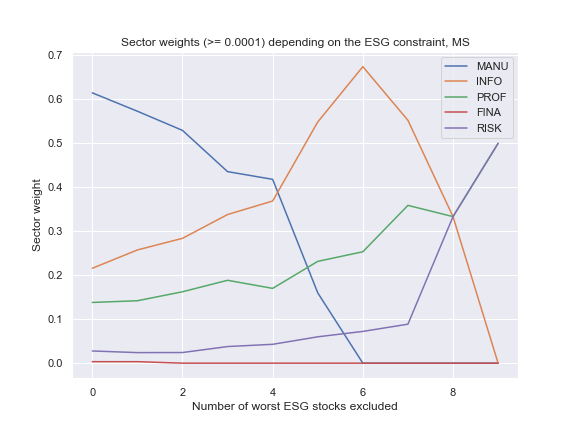 Sector weights (>= 0.0001) depending on the ESG constraint, MS
0.7
0.6
0.5
0.4
0.3
0.2
0.1
0.0
Sector weight
MANU
INFO
PROF
FINA
RISK
0 2 4 6 8
Number of worst ESG stocks excluded